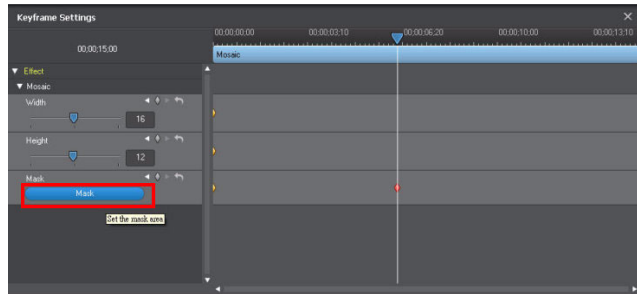 Keyframe Settings
00;00;15;00
00;00;00;00 00;00;03;10 00;00;06;20 00;00;10;00 00;00;13;10
Mosaic
Effect
Mosaic
Width
16
Height
12
Mask
Mask
Set the mask area